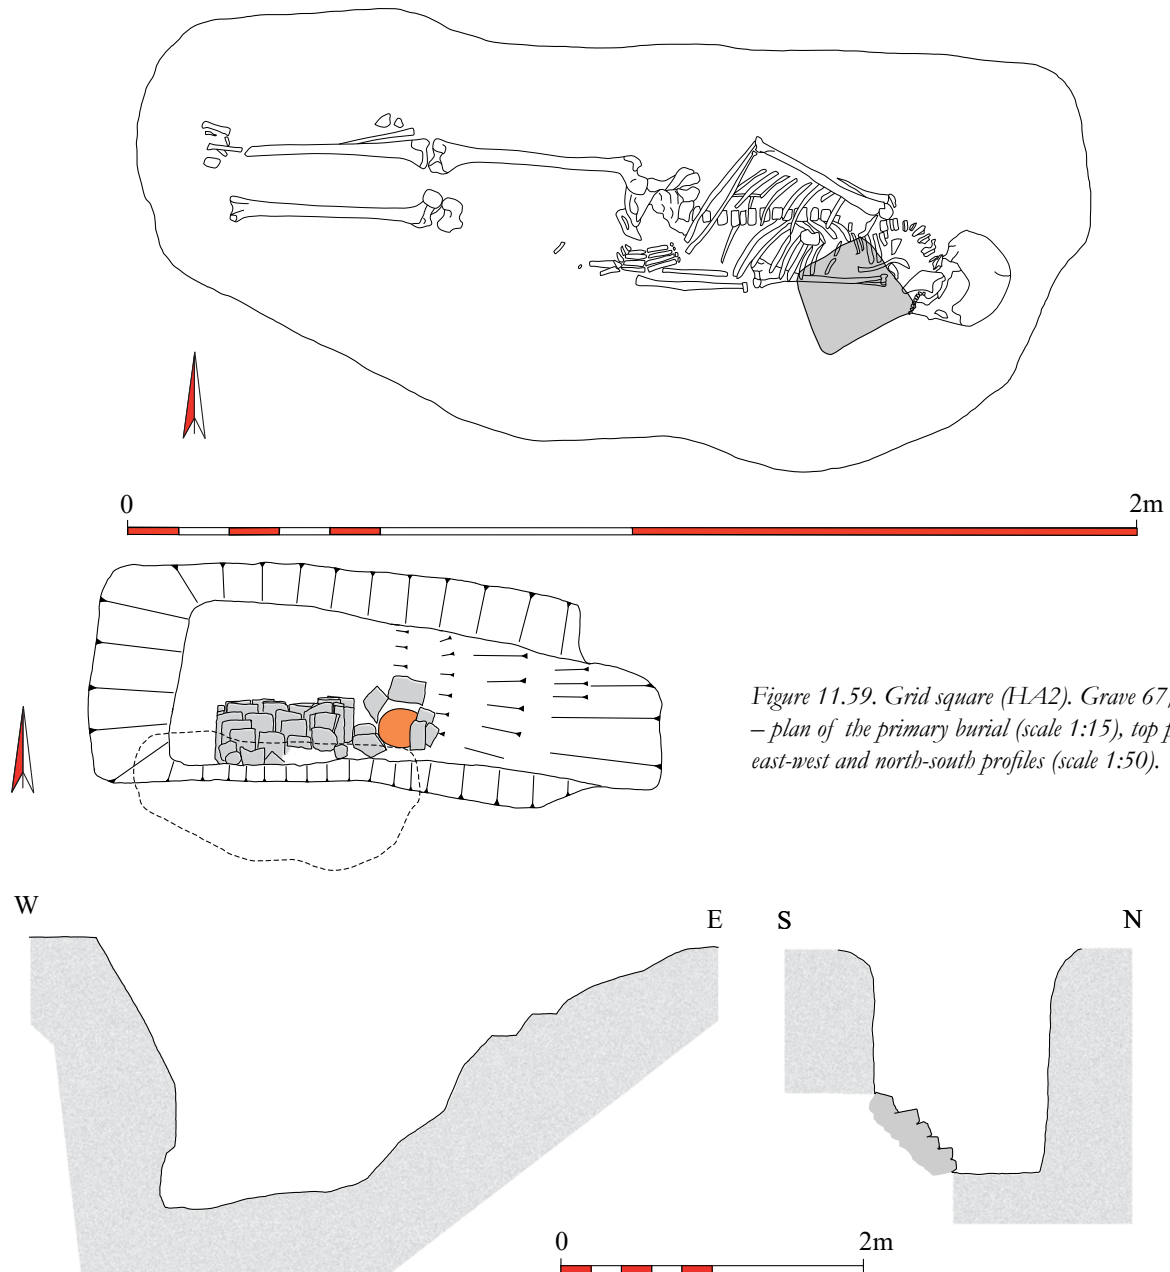 0 2m
Figure 11.59. Grid square (HA2). Grave 67,
– plan of the primary burial (scale 1:15), top p
east-west and north-south profiles (scale 1:50).
W E S N
0 2m